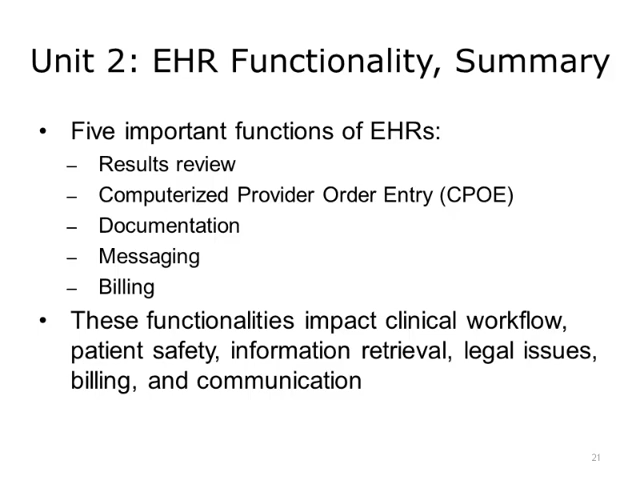 Unit 2: EHR Functionality, Summary
• Five important functions of EHRs:
– Results review
– Computerized Provider Order Entry (CPOE)
– Documentation
– Messaging
– Billing
• These functionalities impact clinical workflow,
patient safety, information retrieval, legal issues,
billing, and communication
21